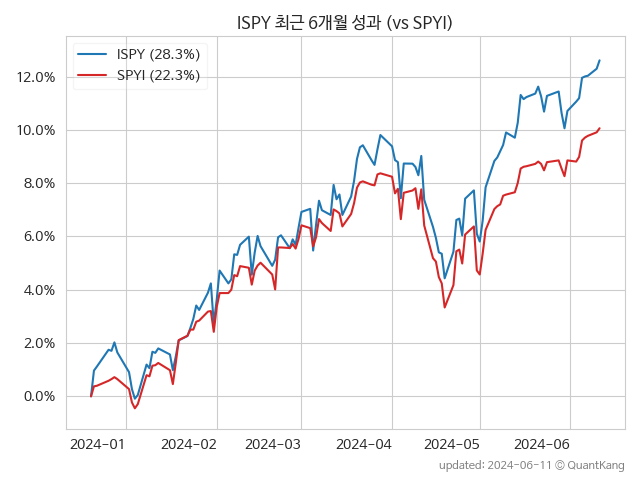 ISPY 최근 6개월 성과 (vs SPYI)
ISPY (28.3%)
SPYI (22.3%)
12.0%
10.0%
8.0%
6.0%
4.0%
2.0%
0.0%
2024-01 2024-02 2024-03 2024-04 2024-05 2024-06
updated: 2024-06-11 © QuantKang